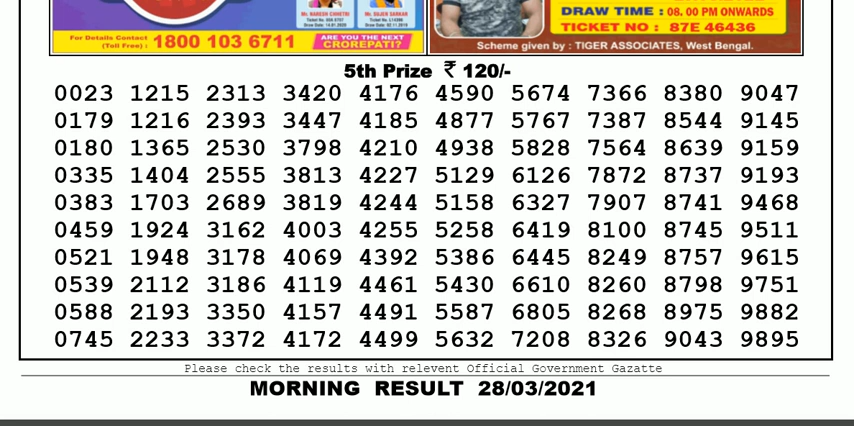 Mr. NARESH CHHETRI
Mr. SUJEN SARKAR
For Details Contact
(Toll Free) : 1800 103 6711
ARE YOU THE NEXT
CROREPATI?
DRAW TIME : 08. 00 PM ONWARDS
TICKET NO : 87E 46436
Scheme given by : TIGER ASSOCIATES, West Bengal.
5th Prize ₹ 120/-
0023 1215 2313 3420 4176 4590 5674 7366 8380 9047
0179 1216 2393 3447 4185 4877 5767 7387 8544 9145
0180 1365 2530 3798 4210 4938 5828 7564 8639 9159
0335 1404 2555 3813 4227 5129 6126 7872 8737 9193
0383 1703 2689 3819 4244 5158 6327 7907 8741 9468
0459 1924 3162 4003 4255 5258 6419 8100 8745 9511
0521 1948 3178 4069 4392 5386 6445 8249 8757 9615
0539 2112 3186 4119 4461 5430 6610 8260 8798 9751
0588 2193 3350 4157 4491 5587 6805 8268 8975 9882
0745 2233 3372 4172 4499 5632 7208 8326 9043 9895
Please check the results with relevent Official Government Gazatte
MORNING RESULT 28/03/2021